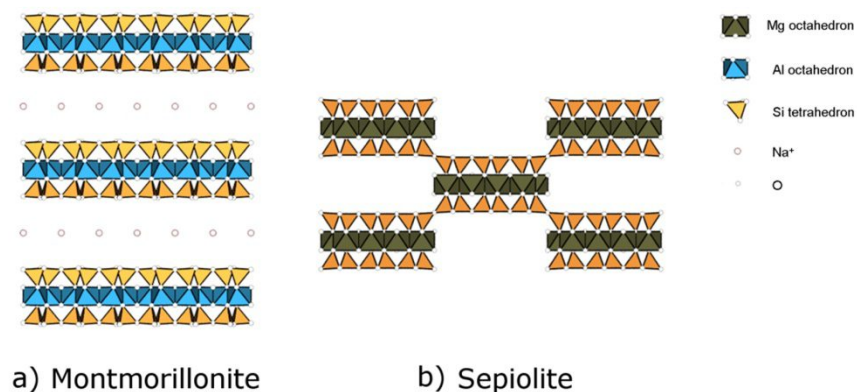 Mg octahedron
Al octahedron
Si tetrahedron
Na⁺
O
a) Montmorillonite
b) Sepiolite